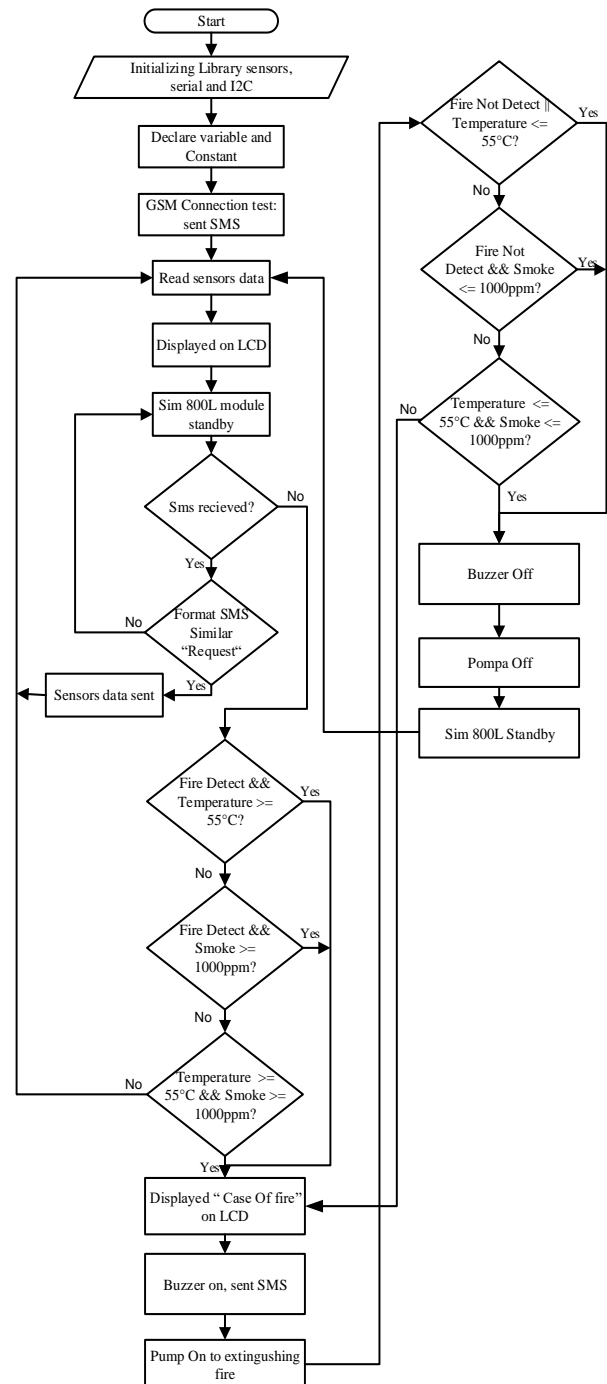 Start
Initializing Library sensors,
serial and I2C
Declare variable and
Constant
GSM Connection test:
sent SMS
Read sensors data
Displayed on LCD
Sim 800L module
standby
Sms recieved?
No
Yes
Format SMS
Similar
“Request“
No
Yes
Sensors data sent
Fire Detect &&
Temperature >=
55°C?
Yes
No
Fire Detect &&
Smoke >=
1000ppm?
Yes
No
Temperature >=
55°C && Smoke >=
1000ppm?
No
Yes
Displayed “ Case Of fire”
on LCD
Buzzer on, sent SMS
Pump On to extingushing
fire
Fire Not Detect ||
Temperature <=
55°C?
Yes
No
Fire Not
Detect && Smoke
<= 1000ppm?
Yes
No
Temperature <=
55°C && Smoke <=
1000ppm?
No
Yes
Buzzer Off
Pompa Off
Sim 800L Standby